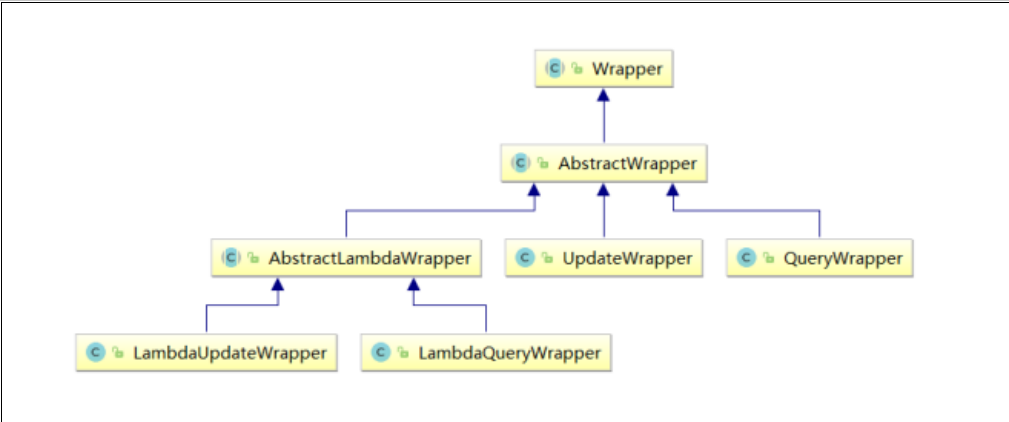 C Wrapper
C AbstractWrapper
C AbstractLambdaWrapper
C UpdateWrapper
C QueryWrapper
C LambdaUpdateWrapper
C LambdaQueryWrapper